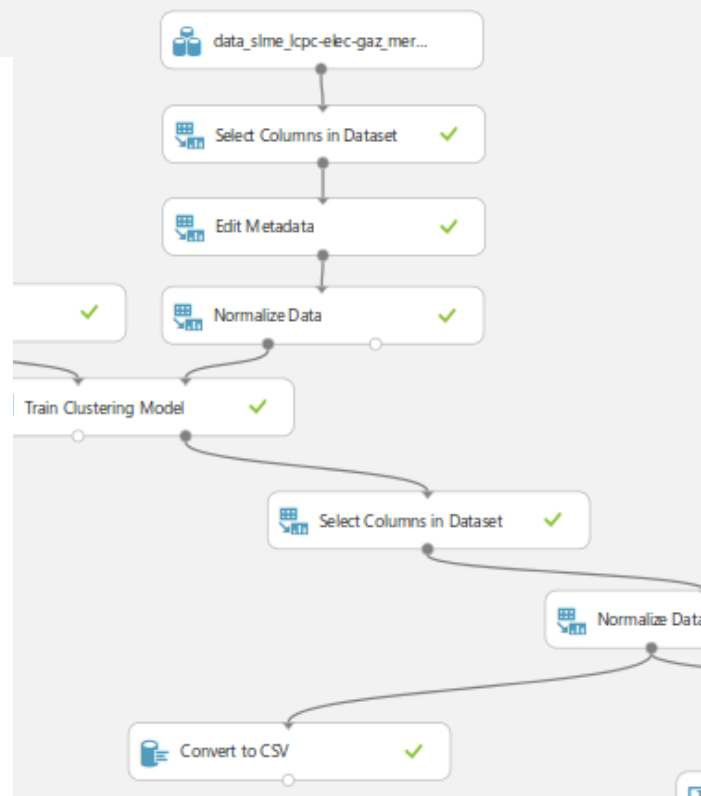 data_slme_lcpc-elec-gaz_mer...
Select Columns in Dataset
Edit Metadata
Normalize Data
Train Clustering Model
Select Columns in Dataset
Normalize Data
Convert to CSV